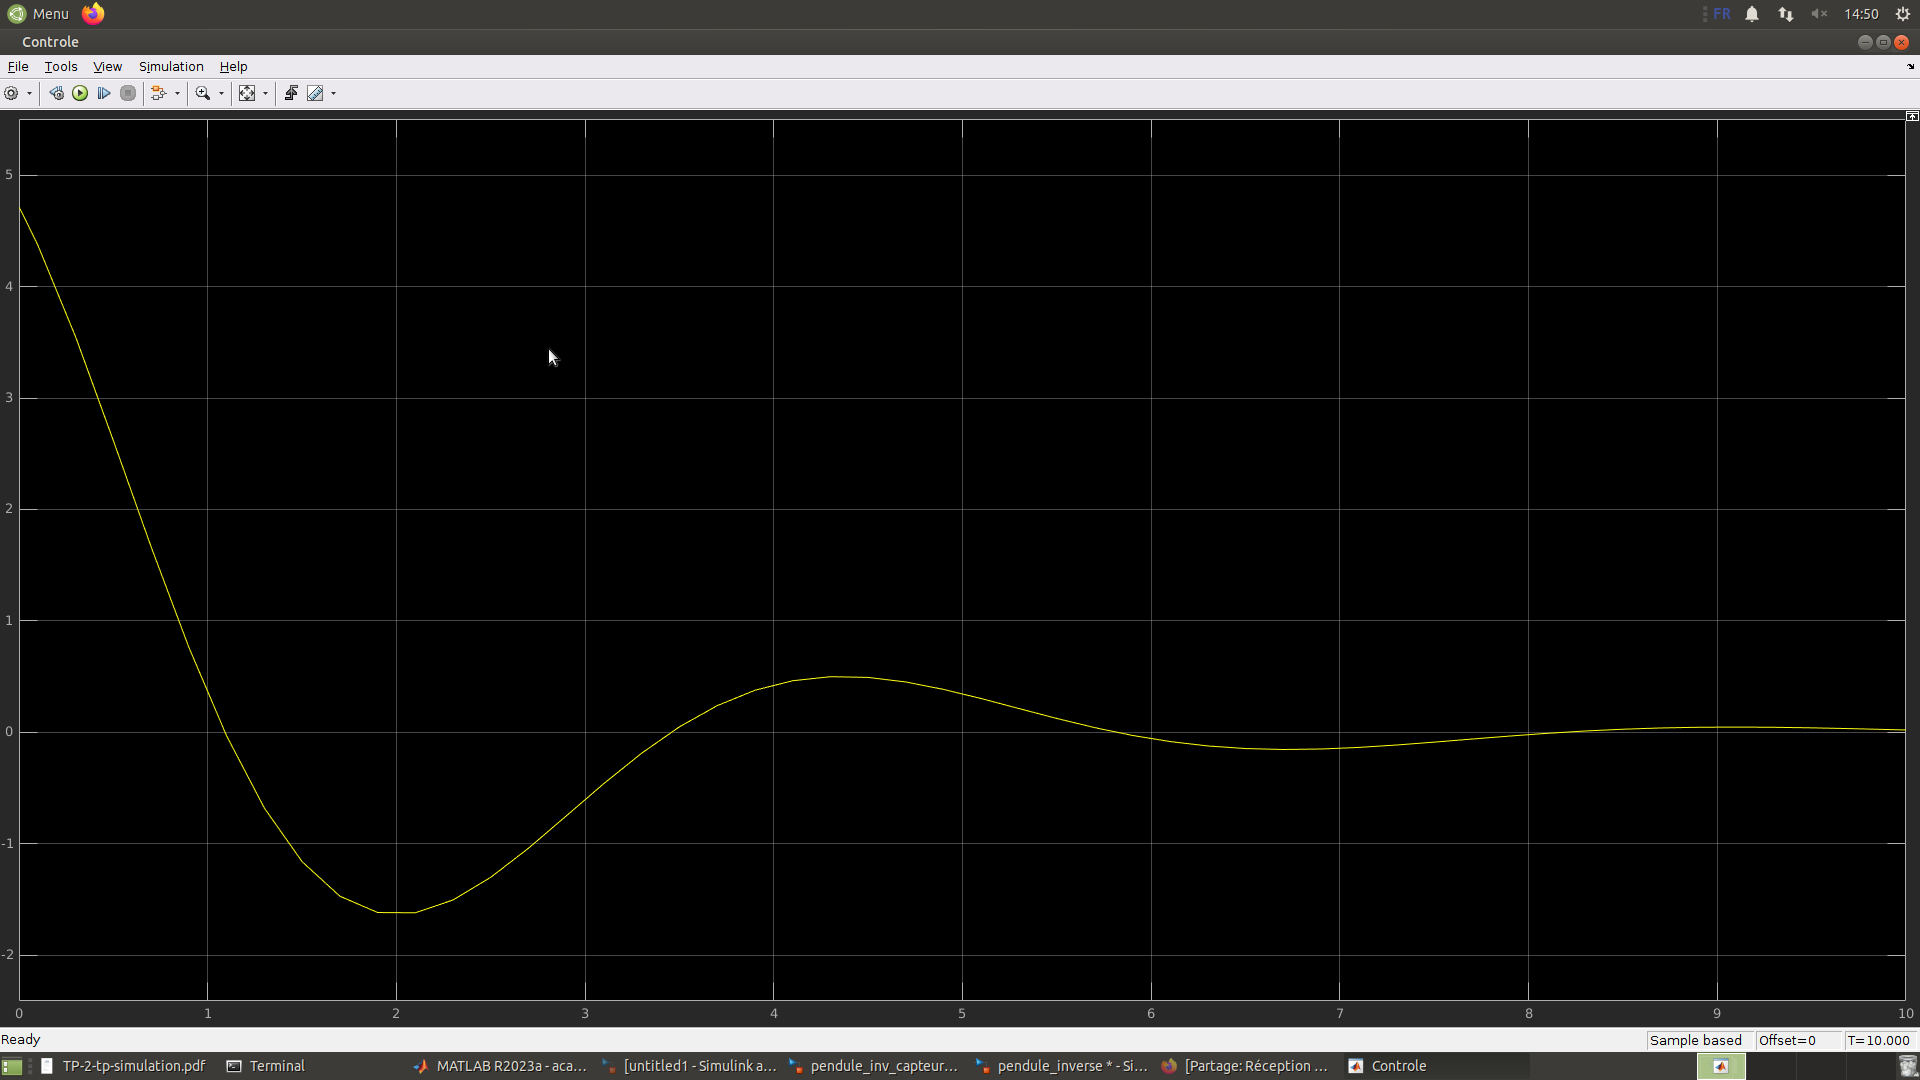 Menu FR 14:50
Controle
File Tools View Simulation Help
5
4
3
2
1
0
-1
-2
0 1 2 3 4 5 6 7 8 9 10
Ready Sample based Offset=0 T=10.000
TP-2-tp-simulation.pdf Terminal MATLAB R2023a - aca... [untitled1 - Simulink a... pendule_inv_capteur... pendule_inverse * - Si... [Partage: Réception ... Controle